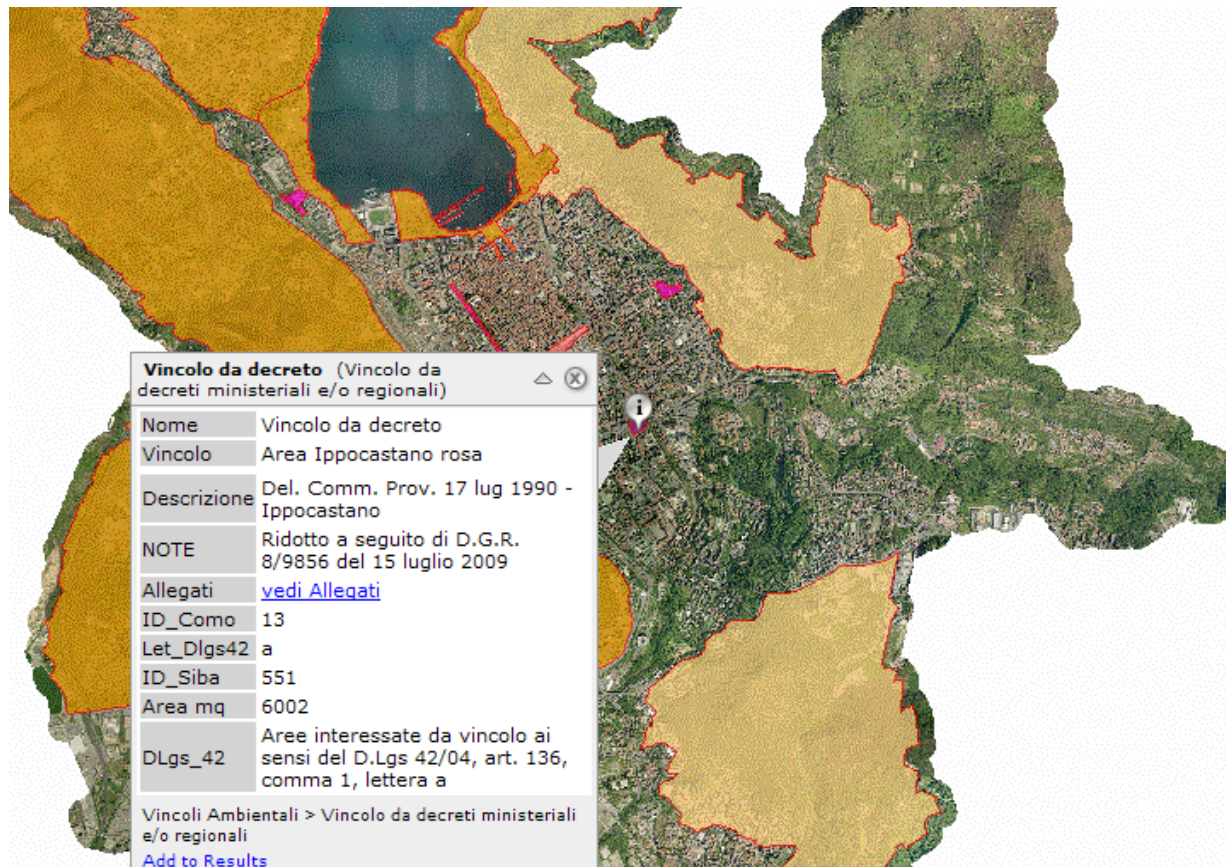 Vincolo da decreto (Vincolo da
decreti ministeriali e/o regionali)
i
Nome Vincolo da decreto
Vincolo Area Ippocastano rosa
Descrizione Del. Comm. Prov. 17 lug 1990 -
Ippocastano
NOTE Ridotto a seguito di D.G.R.
8/9856 del 15 luglio 2009
Allegati vedi Allegati
ID_Como 13
Let_Dlgs42 a
ID_Siba 551
Area mq 6002
DLgs_42 Aree interessate da vincolo ai
sensi del D.Lgs 42/04, art. 136,
comma 1, lettera a
Vincoli Ambientali > Vincolo da decreti ministeriali
e/o regionali
Add to Results